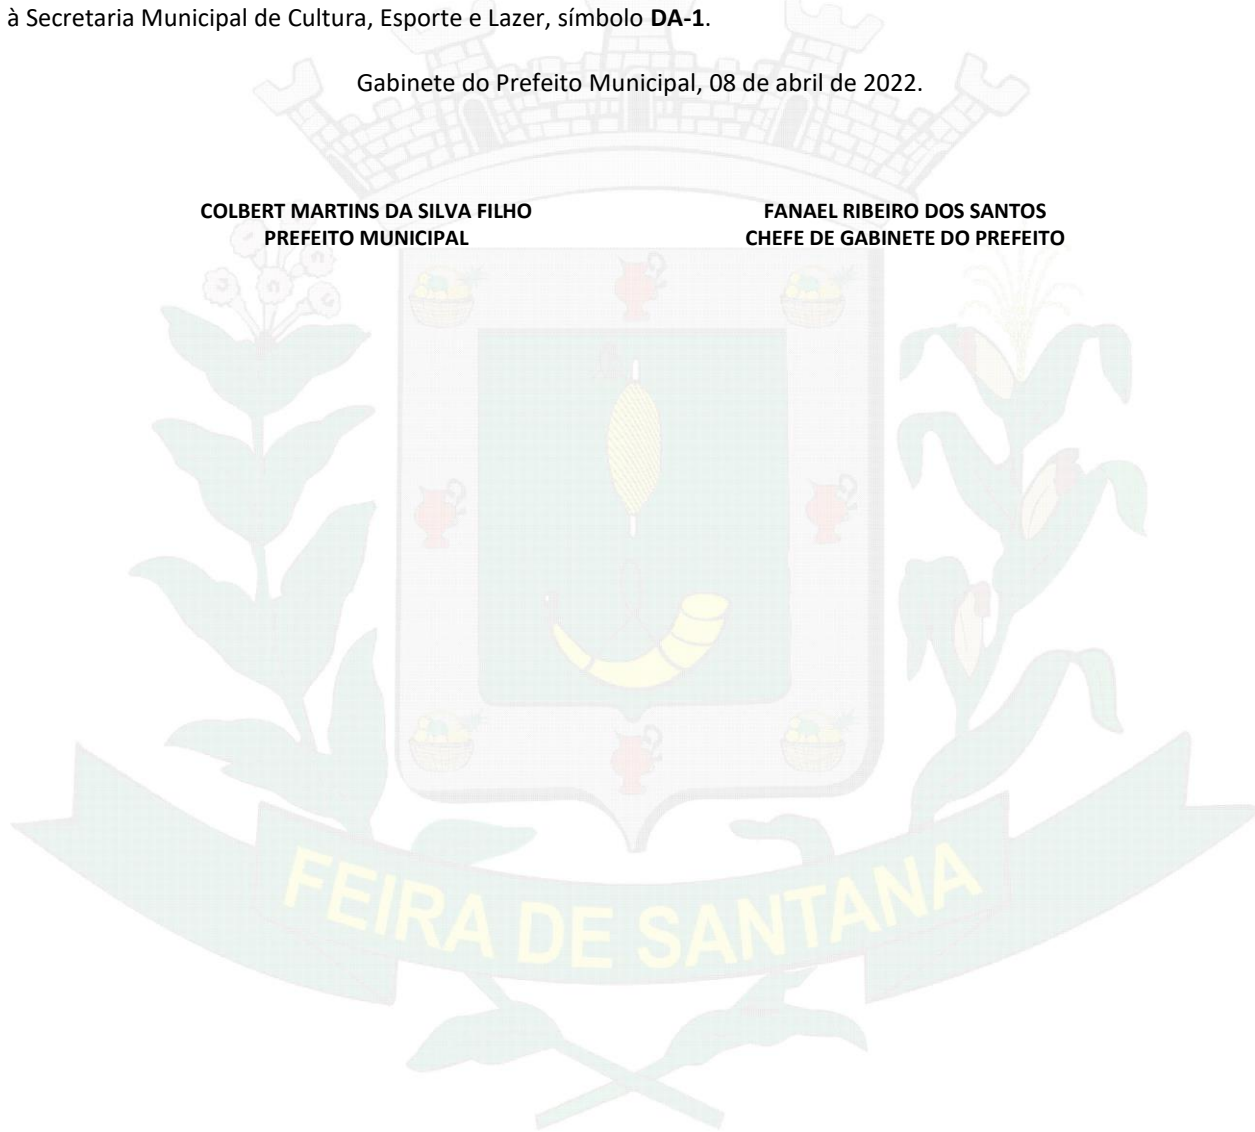 à Secretaria Municipal de Cultura, Esporte e Lazer, símbolo DA-1.
Gabinete do Prefeito Municipal, 08 de abril de 2022.
COLBERT MARTINS DA SILVA FILHO
PREFEITO MUNICIPAL
FANAEL RIBEIRO DOS SANTOS
CHEFE DE GABINETE DO PREFEITO
FEIRA DE SANTANA